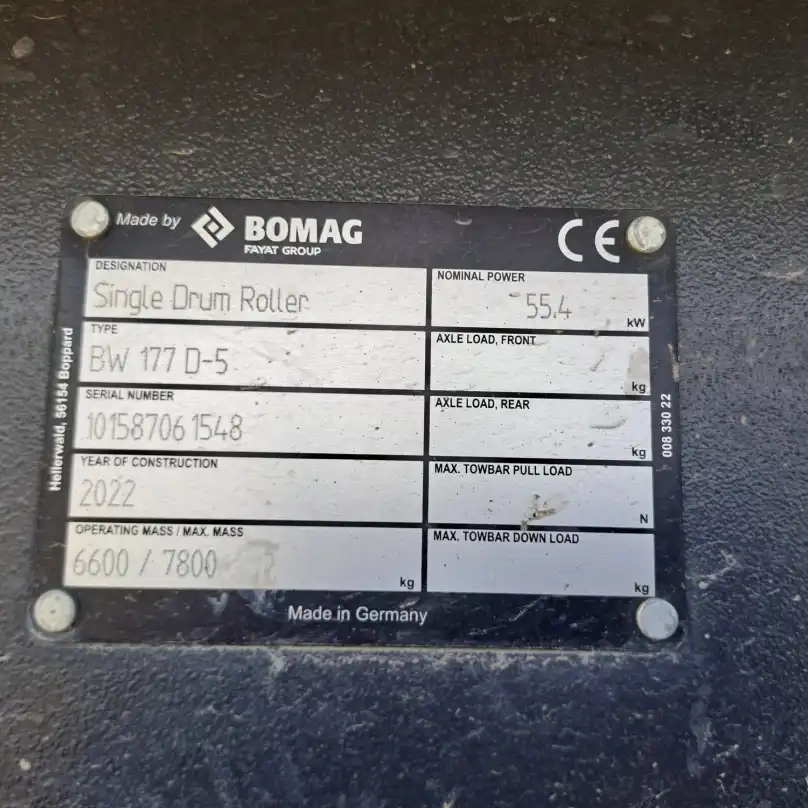 Made by BOMAG
FAYAT GROUP
CE
DESIGNATION
Single Drum Roller
NOMINAL POWER
55.4
kW
TYPE
BW 177 D-5
AXLE LOAD, FRONT
kg
SERIAL NUMBER
101587061548
AXLE LOAD, REAR
kg
YEAR OF CONSTRUCTION
2022
MAX. TOWBAR PULL LOAD
N
OPERATING MASS / MAX. MASS
6600 / 7800
kg
MAX. TOWBAR DOWN LOAD
kg
Made in Germany
Hellerwald, 56154 Boppard
008 330 22